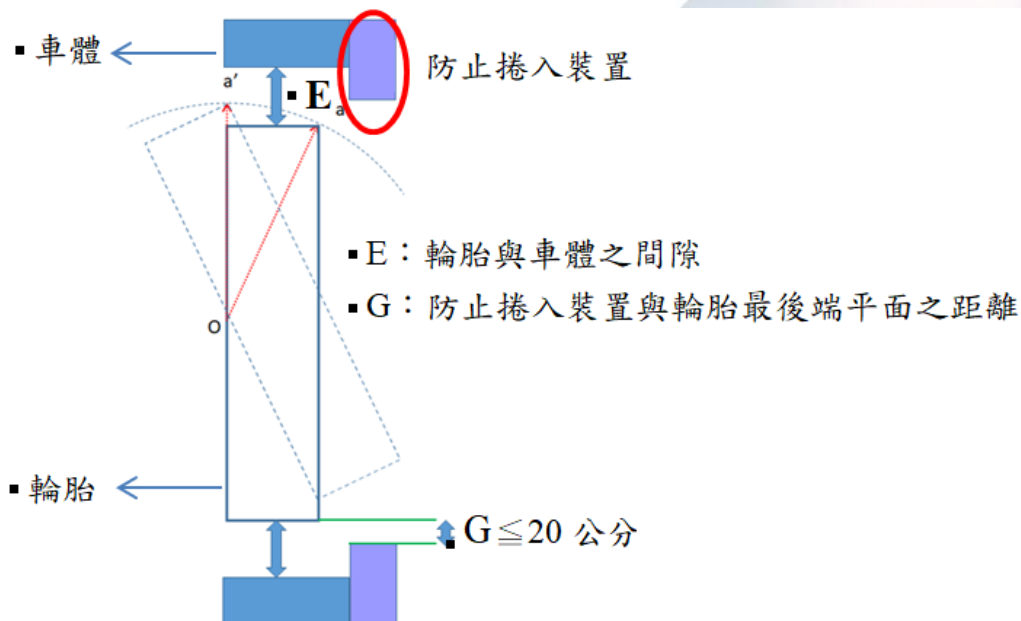 ▪ 車體
防止捲入裝置
a′
▪ E
a
▪ E：輪胎與車體之間隙
▪ G：防止捲入裝置與輪胎最後端平面之距離
O
▪ 輪胎
▪ G≦20 公分